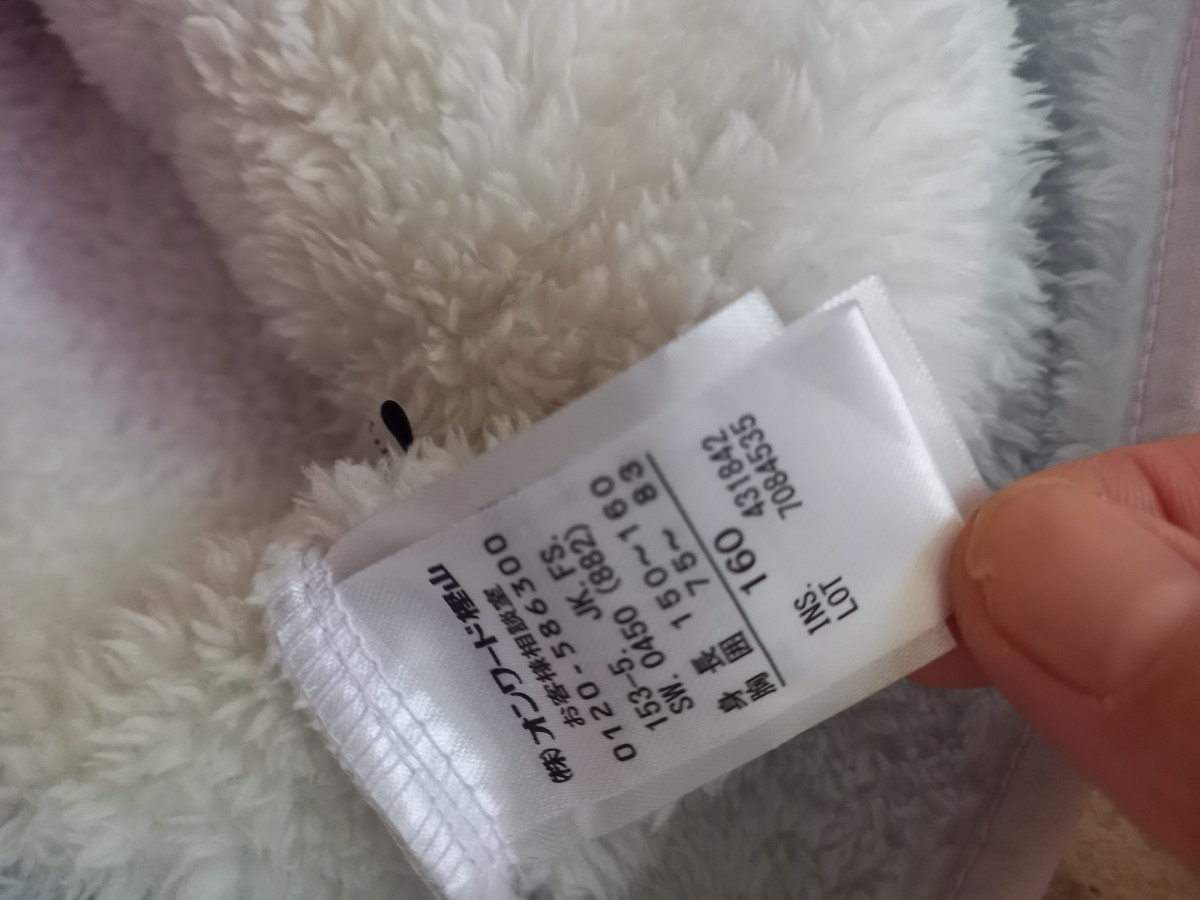 (株)オンワード樫山
お客様相談室
0120-586300
153-5. JK. FS.
SW. 0450 (882)
身 長 150~160
胸 囲 75~ 83
160
INS. 431842
LOT 7084535